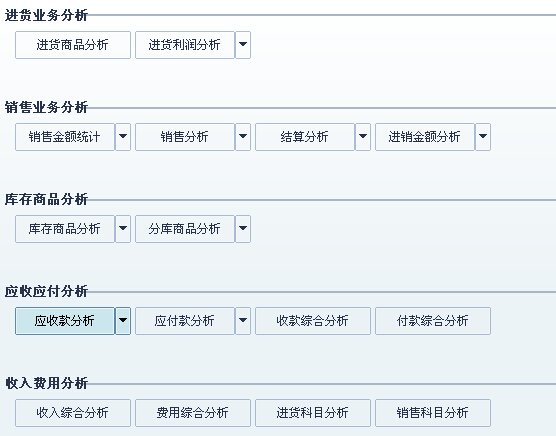 进货业务分析
进货商品分析 进货利润分析
销售业务分析
销售金额统计 销售分析 结算分析 进销金额分析
库存商品分析
库存商品分析 分库商品分析
应收应付分析
应收款分析 应付款分析 收款综合分析 付款综合分析
收入费用分析
收入综合分析 费用综合分析 进货科目分析 销售科目分析